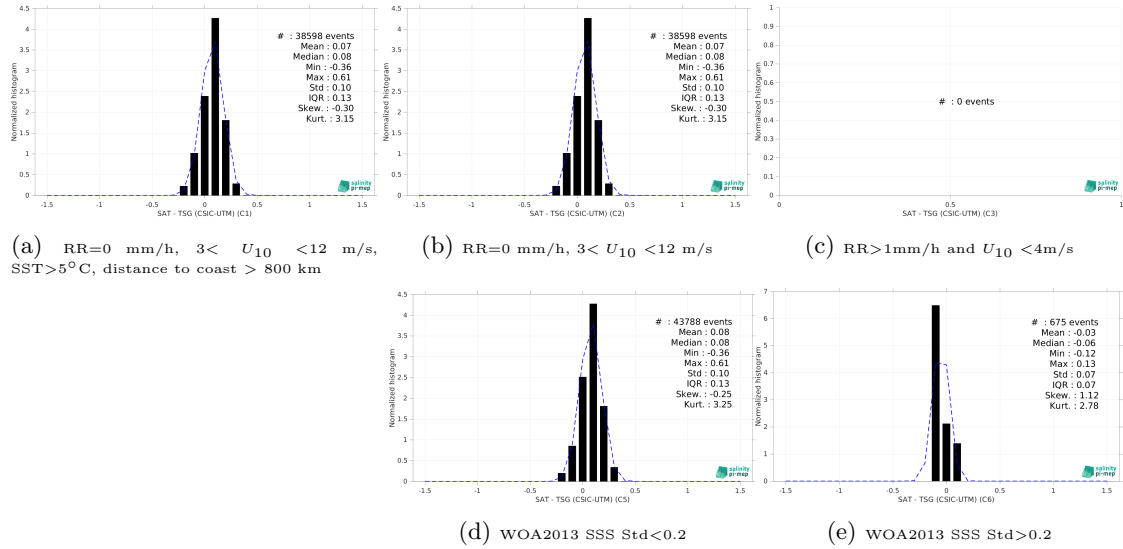 4.5
4
3.5
3
2.5
2
1.5
1
0.5
0
Normalized histogram
# : 38598 events
Mean : 0.07
Median : 0.08
Min : -0.36
Max : 0.61
Std : 0.10
IQR : 0.13
Skew. : -0.30
Kurt. : 3.15
salinity
pi-mep
-1.5 -1 -0.5 0 0.5 1 1.5
SAT - TSG (CSIC-UTM) (C1)
(a) RR=0 mm/h, 3< U10 <12 m/s,
SST>5°C, distance to coast > 800 km
4.5
4
3.5
3
2.5
2
1.5
1
0.5
0
Normalized histogram
# : 38598 events
Mean : 0.07
Median : 0.08
Min : -0.36
Max : 0.61
Std : 0.10
IQR : 0.13
Skew. : -0.30
Kurt. : 3.15
salinity
pi-mep
-1.5 -1 -0.5 0 0.5 1 1.5
SAT - TSG (CSIC-UTM) (C2)
(b) RR=0 mm/h, 3< U10 <12 m/s
1
0.9
0.8
0.7
0.6
0.5
0.4
0.3
0.2
0.1
0
Normalized histogram
# : 0 events
salinity
pi-mep
0 0.5 1
SAT - TSG (CSIC-UTM) (C3)
(c) RR>1mm/h and U10 <4m/s
4.5
4
3.5
3
2.5
2
1.5
1
0.5
0
Normalized histogram
# : 43788 events
Mean : 0.08
Median : 0.08
Min : -0.36
Max : 0.61
Std : 0.10
IQR : 0.13
Skew. : -0.25
Kurt. : 3.25
salinity
pi-mep
-1.5 -1 -0.5 0 0.5 1 1.5
SAT - TSG (CSIC-UTM) (C5)
(d) WOA2013 SSS Std<0.2
7
6
5
4
3
2
1
0
Normalized histogram
# : 675 events
Mean : -0.03
Median : -0.06
Min : -0.12
Max : 0.13
Std : 0.07
IQR : 0.07
Skew. : 1.12
Kurt. : 2.78
salinity
pi-mep
-1.5 -1 -0.5 0 0.5 1 1.5
SAT - TSG (CSIC-UTM) (C6)
(e) WOA2013 SSS Std>0.2